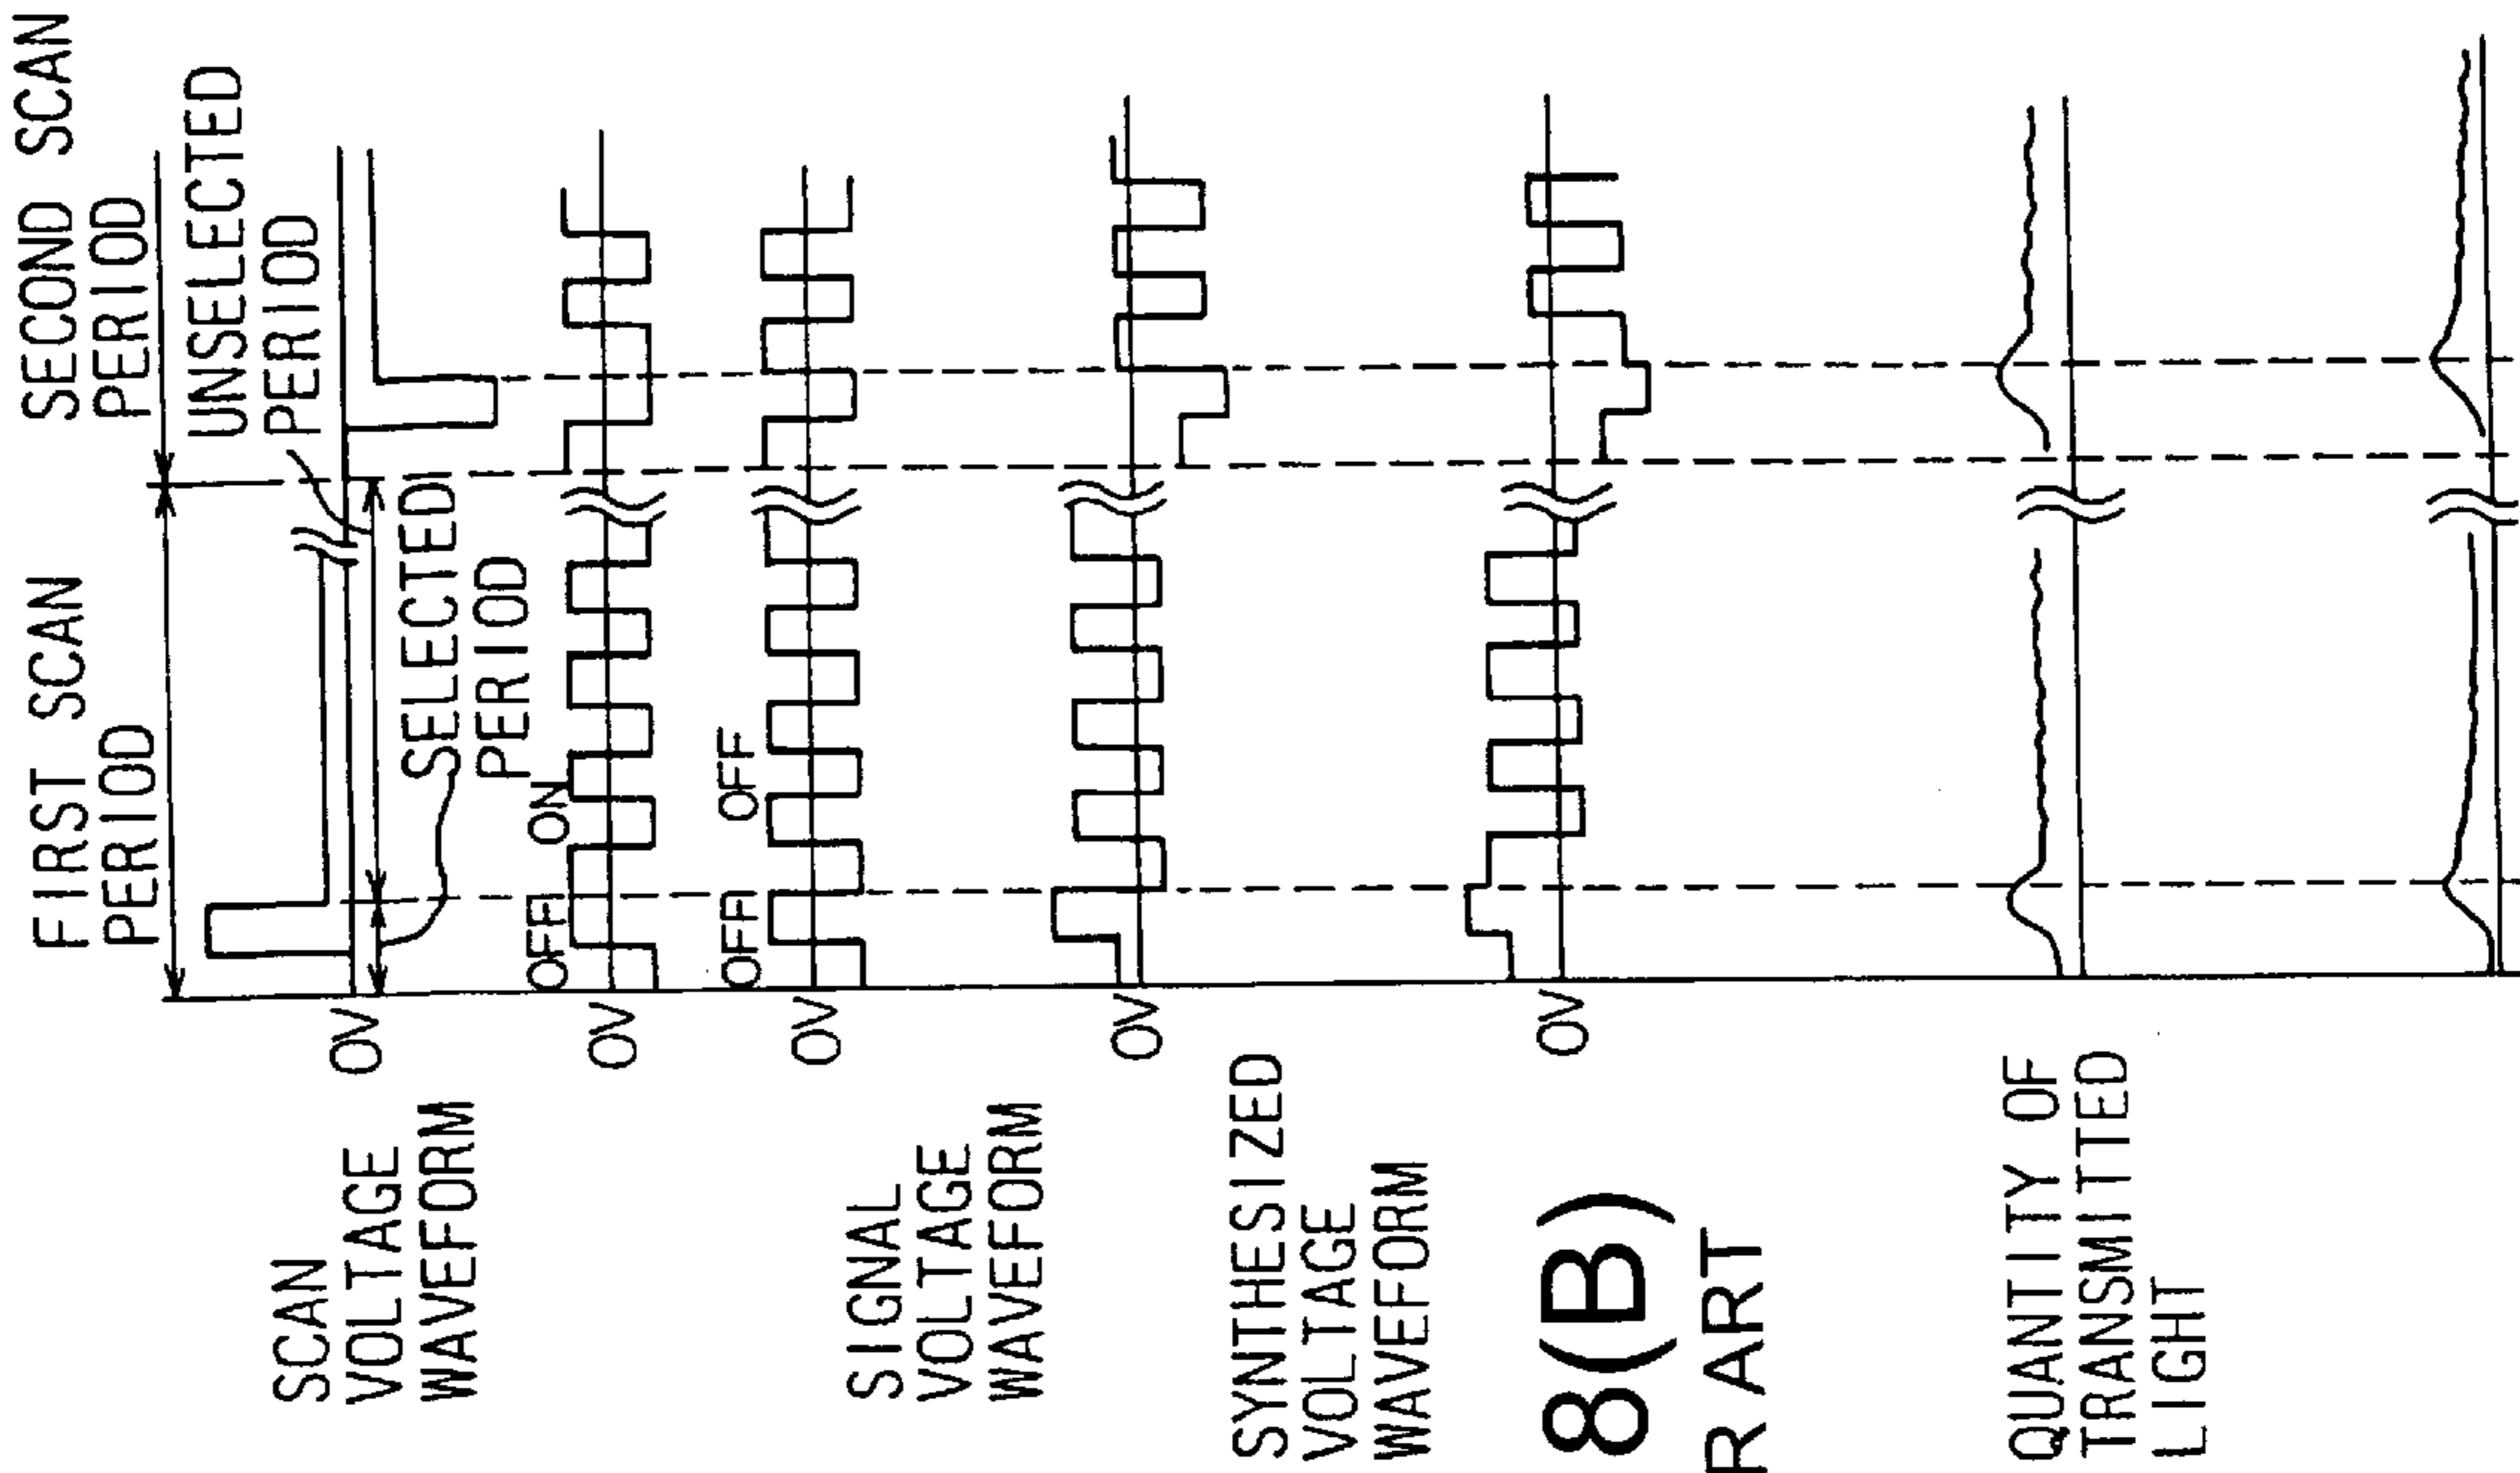 FIRST SCAN
PERIOD
SECOND SCAN
PERIOD
UNSELECTED
PERIOD
SELECTED
PERIOD
SCAN
VOLTAGE
WAVEFORM
0V
OFF
ON
0V
OFF
OFF
0V
SIGNAL
VOLTAGE
WAVEFORM
0V
SYNTHESIZED
VOLTAGE
WAVEFORM
0V
8(B)
R ART
QUANTITY OF
TRANSMITTED
LIGHT